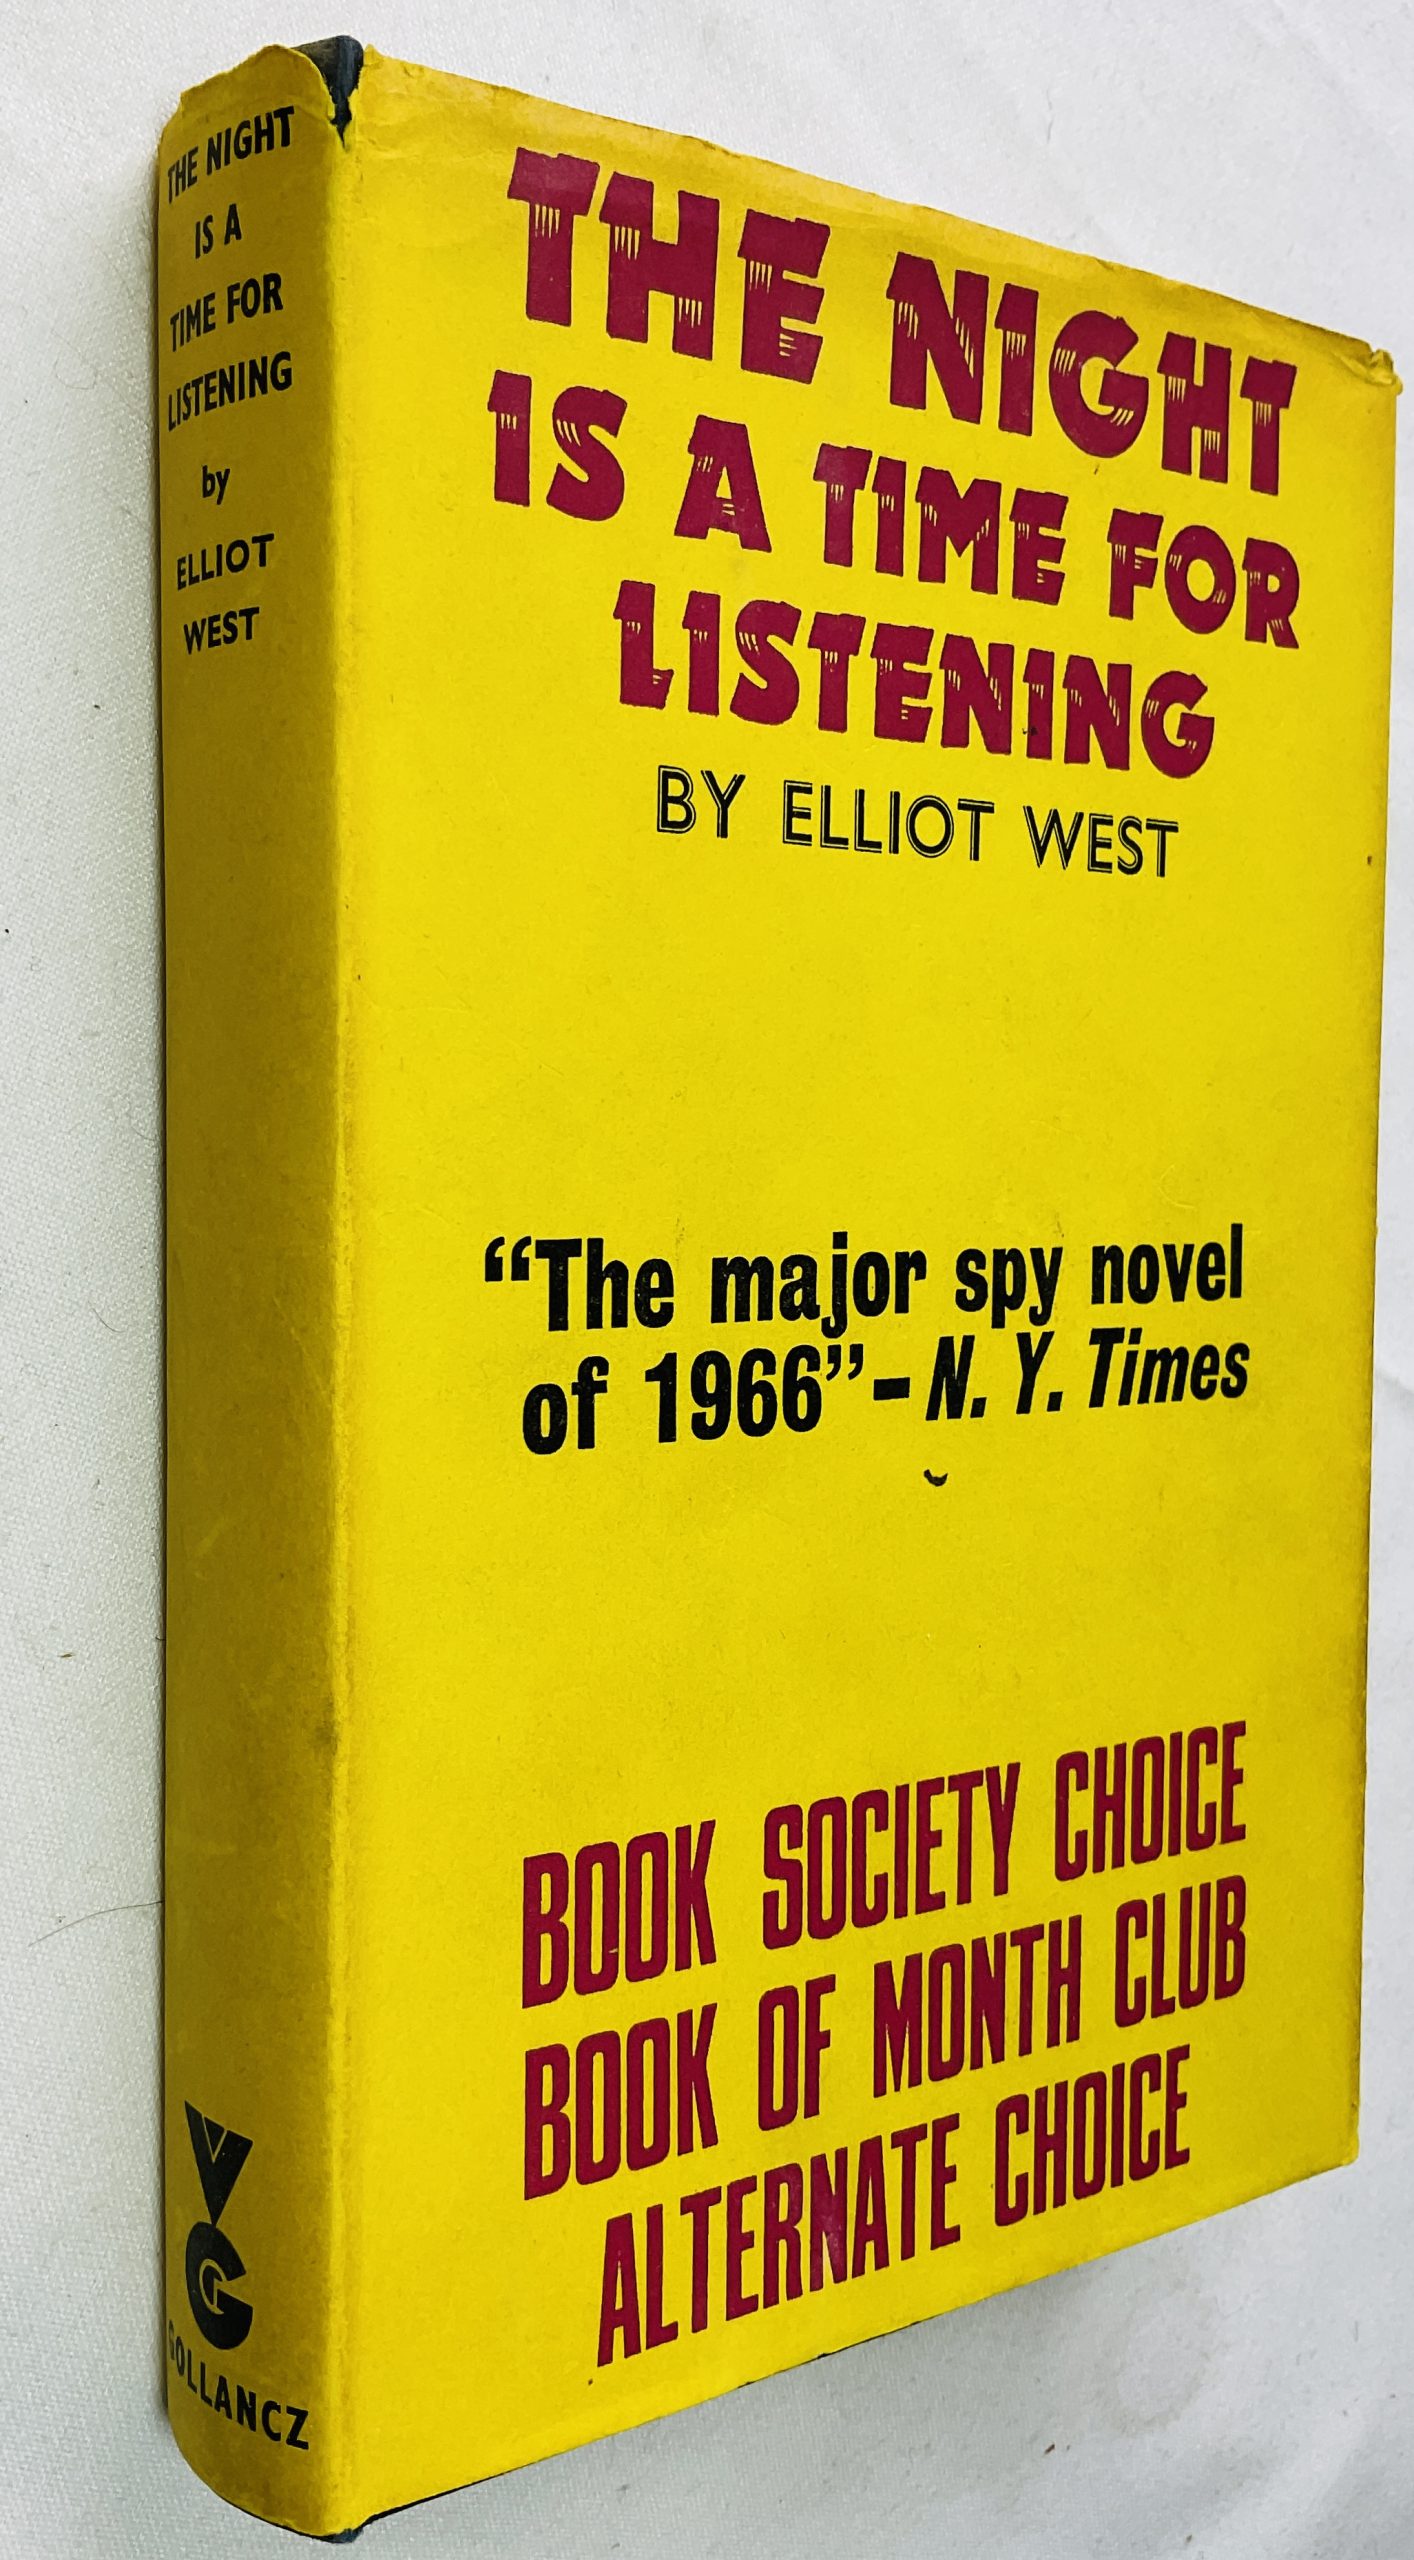 THE NIGHT
IS A
TIME FOR
LISTENING
by
ELLIOT
WEST
VG
GOLLANCZ
THE NIGHT
IS A TIME FOR
LISTENING
BY ELLIOT WEST
“The major spy novel
of 1966”–N. Y. Times
BOOK SOCIETY CHOICE
BOOK OF MONTH CLUB
ALTERNATE CHOICE